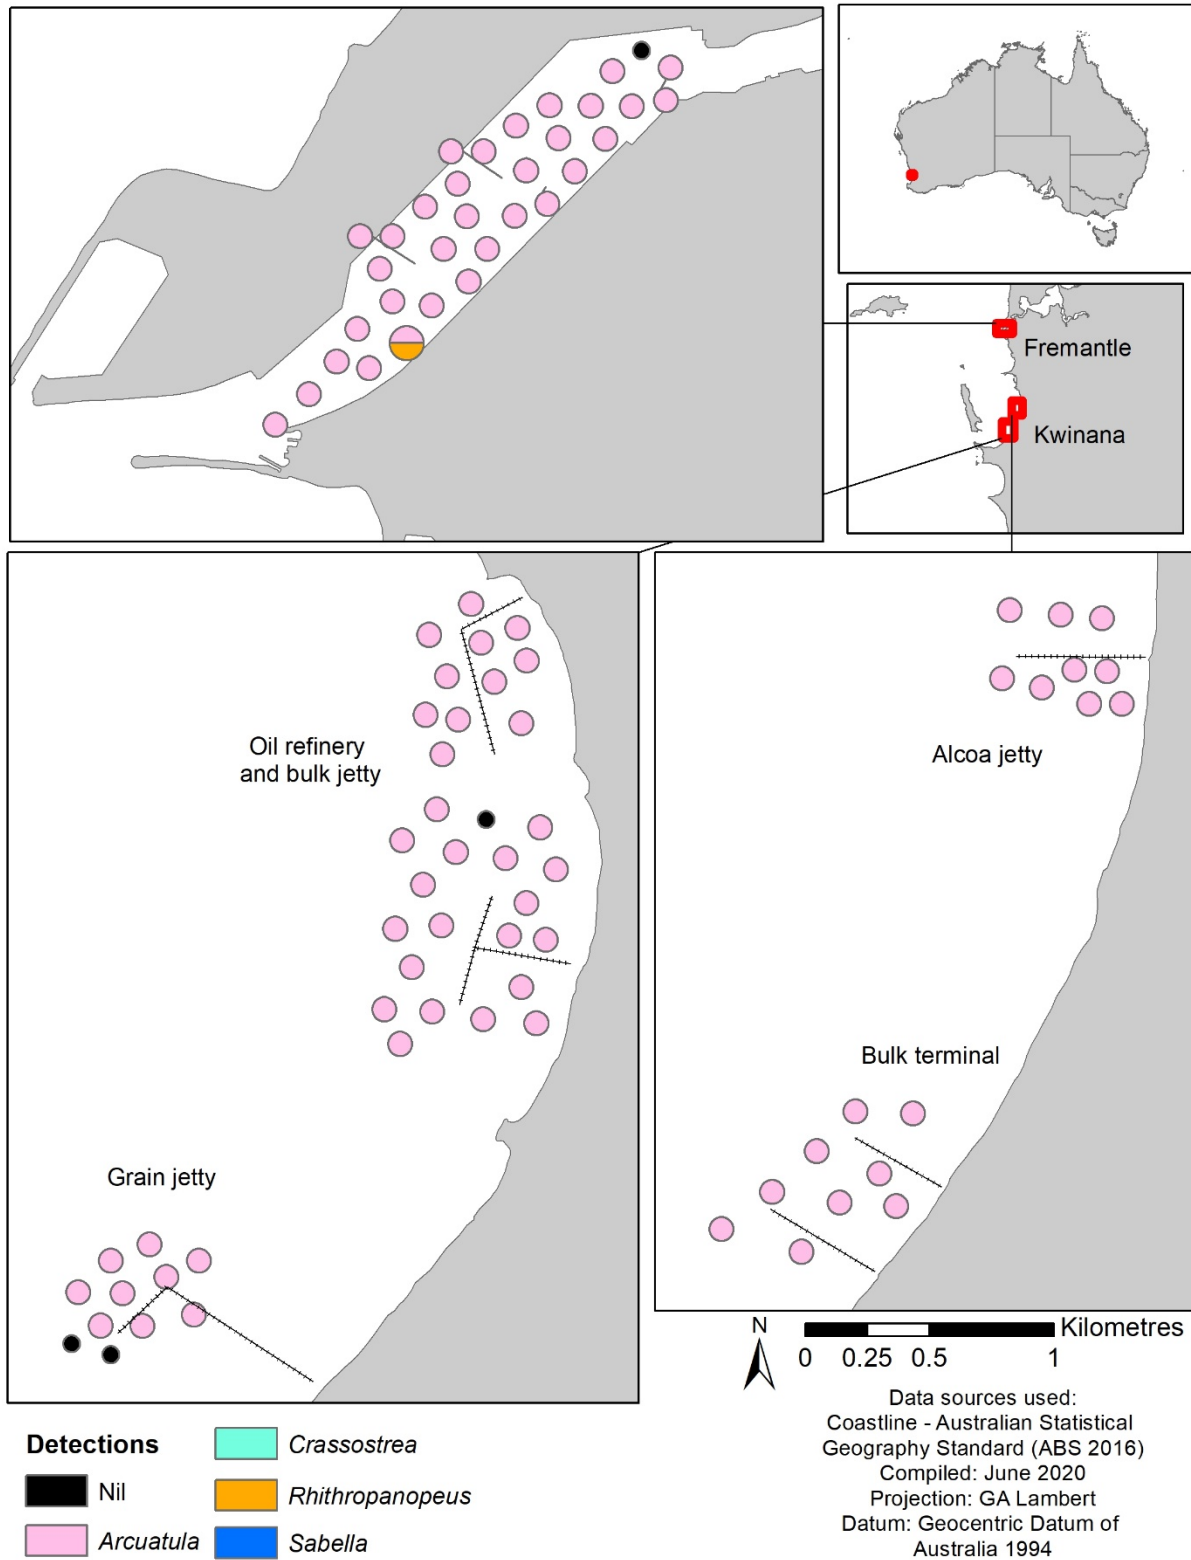 Fremantle
Kwinana
Oil refinery
and bulk jetty
Grain jetty
Alcoa jetty
Bulk terminal
N
Kilometres
0 0.25 0.5 1
Data sources used:
Coastline - Australian Statistical
Geography Standard (ABS 2016)
Compiled: June 2020
Projection: GA Lambert
Datum: Geocentric Datum of
Australia 1994
Detections
Nil
Arcuatula
Crassostrea
Rhithropanopeus
Sabella